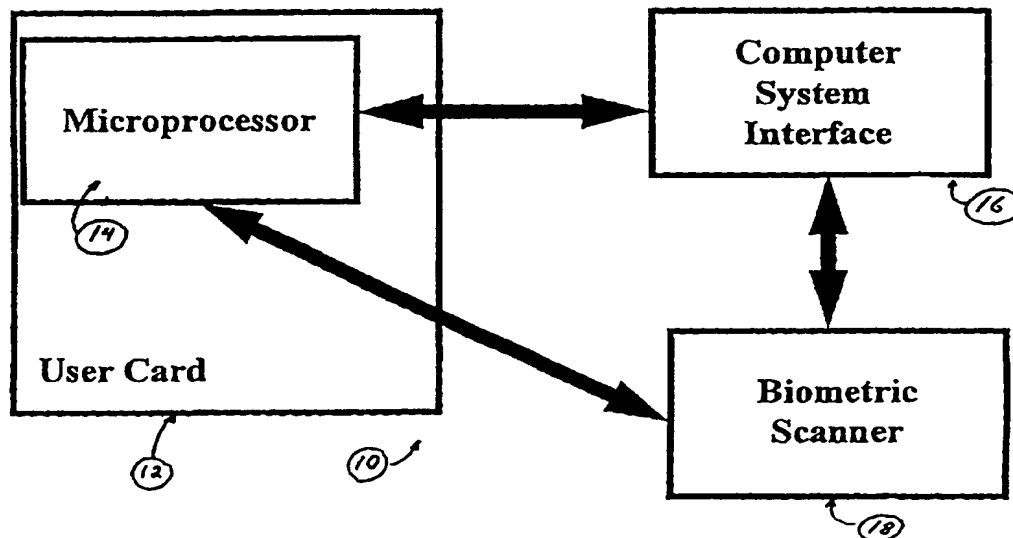 Microprocessor
14
User Card
12
10
Computer
System
Interface
16
Biometric
Scanner
18